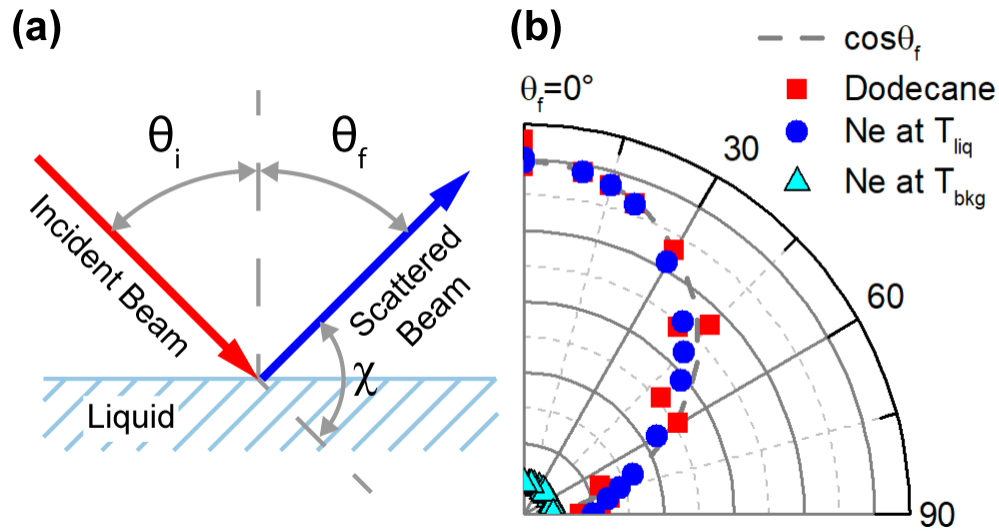 (a)
θi
θf
Incident Beam
Scattered
Beam
χ
Liquid
(b)
cosθf
θf=0°
Dodecane
Ne at Tliq
Ne at Tbkg
30
60
90